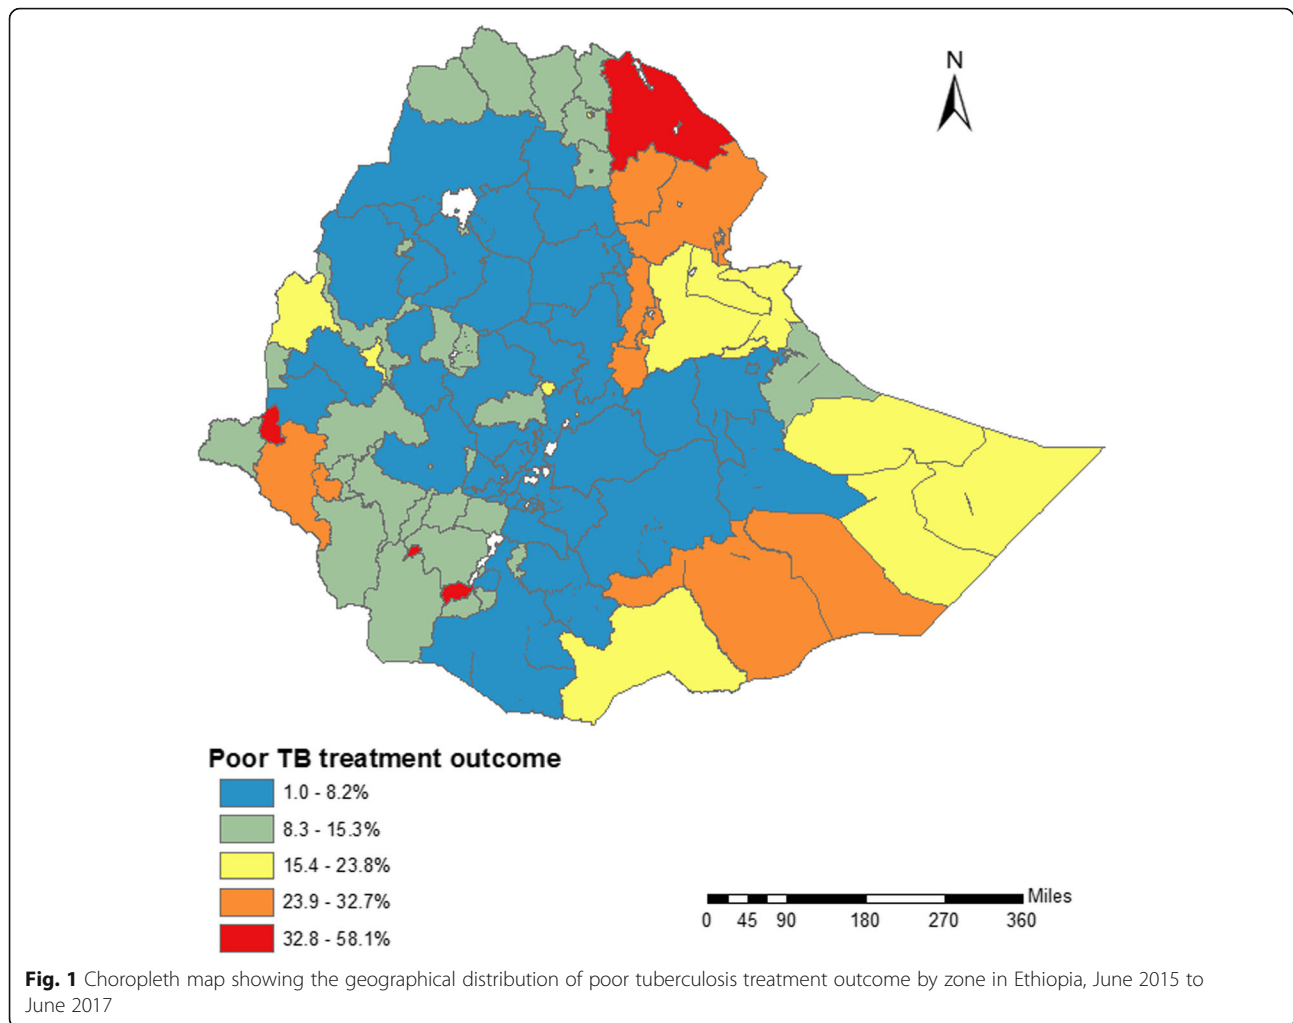 N
Poor TB treatment outcome
1.0 - 8.2%
8.3 - 15.3%
15.4 - 23.8%
23.9 - 32.7%
32.8 - 58.1%
Miles
0 45 90 180 270 360
Fig. 1 Choropleth map showing the geographical distribution of poor tuberculosis treatment outcome by zone in Ethiopia, June 2015 to
June 2017